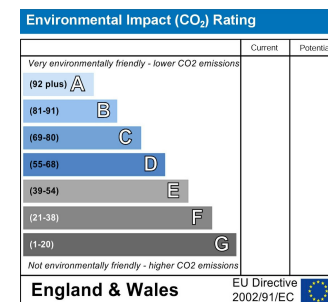 Environmental Impact (CO₂) Rating
Current Potentia
Very environmentally friendly - lower CO2 emissions
(92 plus) A
(81-91) B
(69-80) C
(55-68) D
(39-54) E
(21-38) F
(1-20) G
Not environmentally friendly - higher CO2 emissions
England & Wales
EU Directive
2002/91/EC